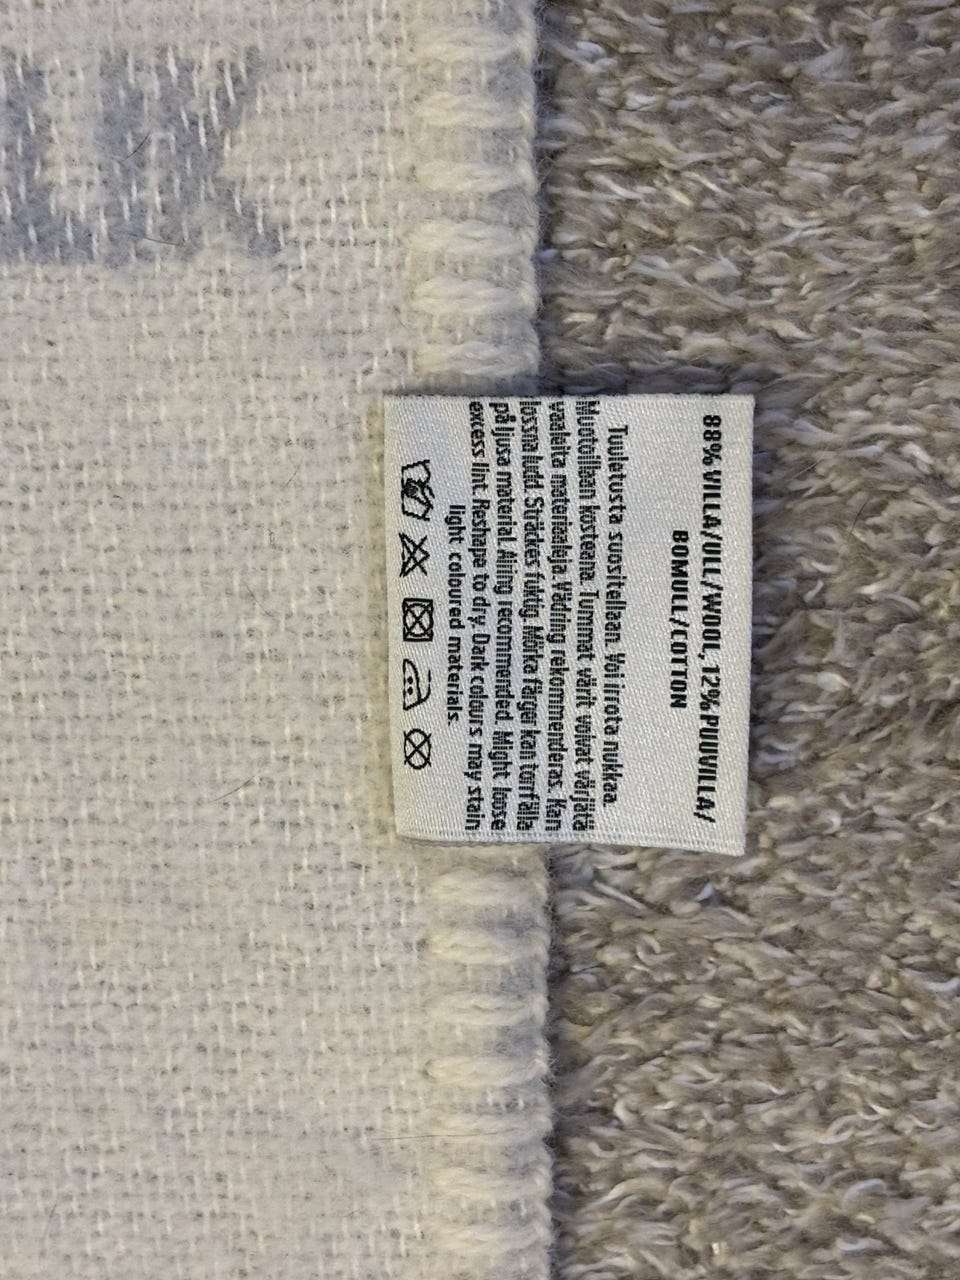 88% VILLA/ULL/WOOL, 12% PUUVILLA/
BOMULL/COTTON
Tuuletusta suositellaan. Voi irrota nukkaa.
Muotoillaan kosteena. Tummat värit voivat värjätä
vaaleita materiaaleja. Vädring rekommenderas. Kan
lossna ludd. Sträckes fuktig. Mörka färger kan torrfälla
på ljusa material. Airing recommended. Might loose
excess lint. Reshape to dry. Dark colours may stain
light coloured materials.